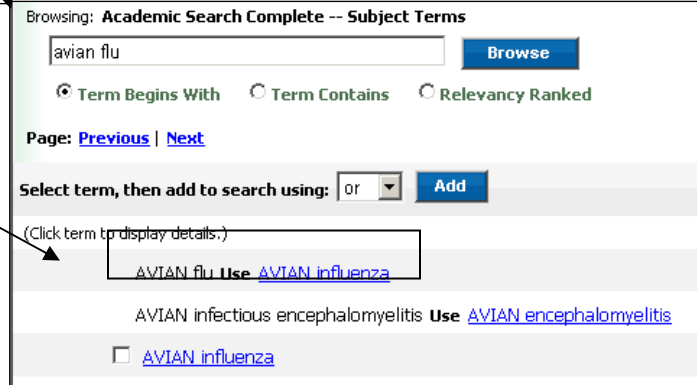 Browsing: Academic Search Complete -- Subject Terms
avian flu Browse
Term Begins With Term Contains Relevancy Ranked
Page: Previous | Next
Select term, then add to search using: or Add
(Click term to display details.)
AVIAN flu Use AVIAN influenza
AVIAN infectious encephalomyelitis Use AVIAN encephalomyelitis
AVIAN influenza